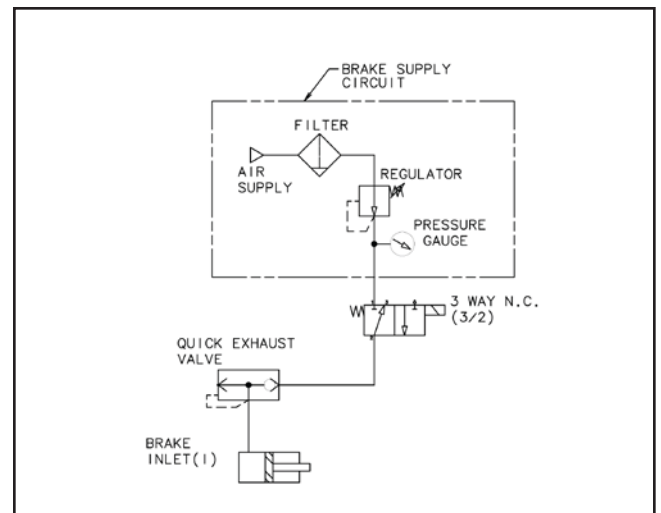 BRAKE SUPPLY
CIRCUIT
FILTER
AIR
SUPPLY
REGULATOR
PRESSURE
GAUGE
3 WAY N.C.
(3/2)
QUICK EXHAUST
VALVE
BRAKE
INLET(1)